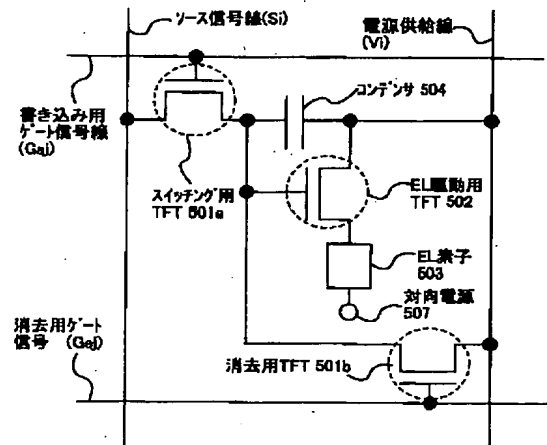 ソース信号線(Si)
電源供給線
(Vi)
書き込み用
ゲート信号線
(Gaj)
コンデンサ 504
スイッチング用
TFT 501a
EL駆動用
TFT 502
EL素子
503
対向電源
507
消去用ゲート
信号 (Gej)
消去用TFT 501b